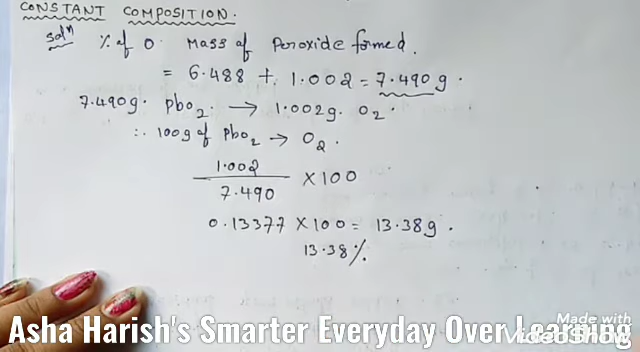 CONSTANT COMPOSITION.
Solⁿ % of O. Mass of Peroxide formed.
= 6.488 + 1.002 = 7.490g.
7.490g. Pbo₂ → 1.002g. O₂.
∴ 100g of Pbo₂ → O₂.
1.002
7.490
× 100
0.13377 × 100 = 13.38g.
13.38%
Made with
VideoShow
Asha Harish's Smarter Everyday Over Learning